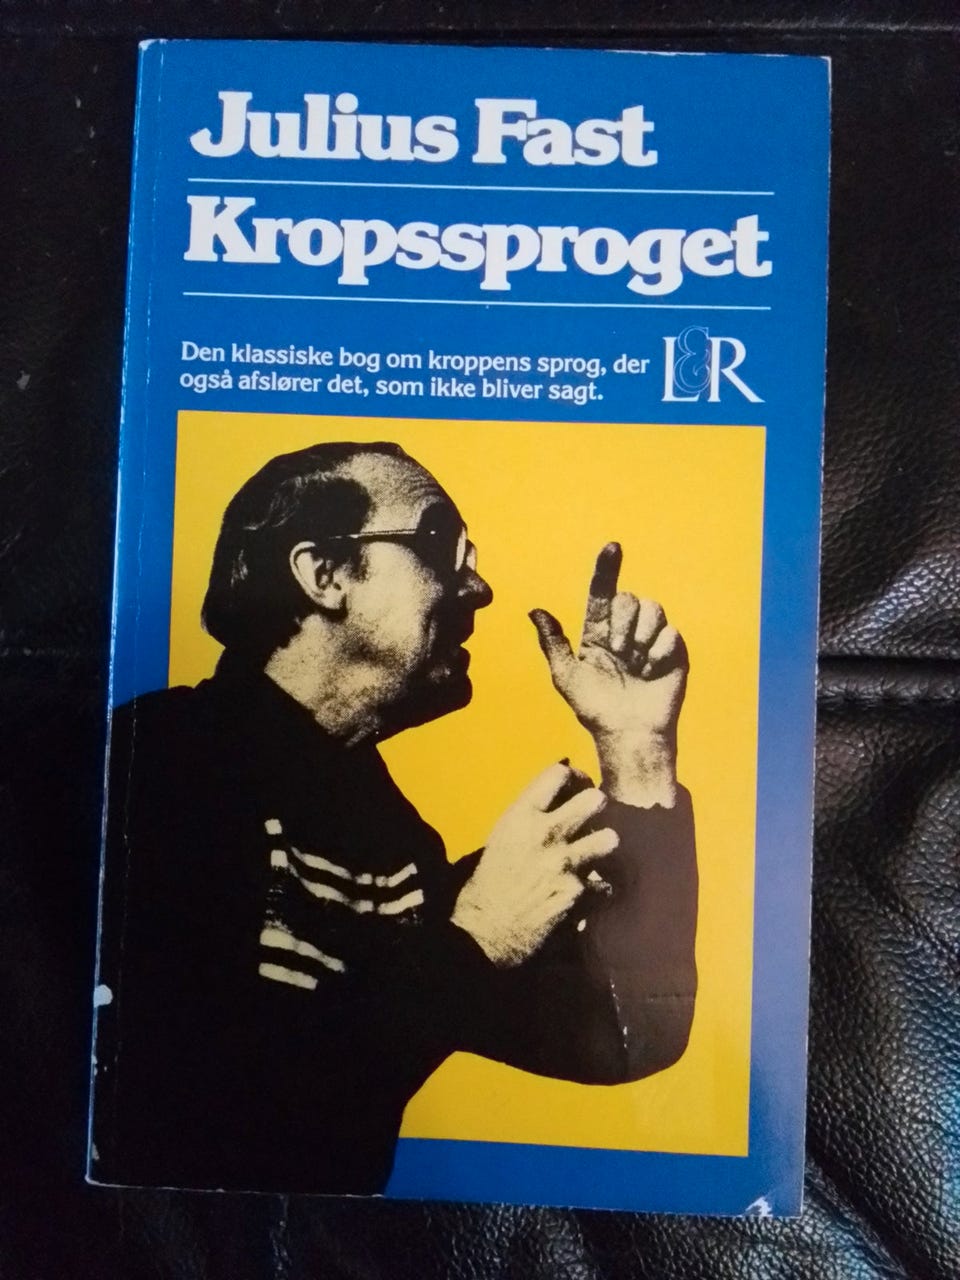 Julius Fast
Kropssproget
Den klassiske bog om kroppens sprog, der
også afslører det, som ikke bliver sagt.
L&R